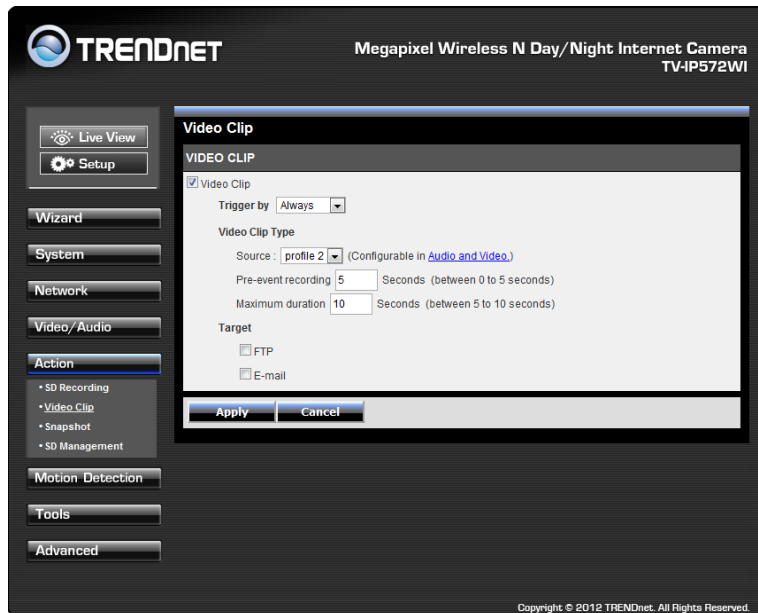 TRENDNET
Megapixel Wireless N Day/Night Internet Camera
TV-IP572WI
Live View
Setup
Wizard
System
Network
Video/Audio
Action
• SD Recording
• Video Clip
• Snapshot
• SD Management
Motion Detection
Tools
Advanced
Video Clip
VIDEO CLIP
Video Clip
Trigger by Always
Video Clip Type
Source : profile 2 (Configurable in Audio and Video.)
Pre-event recording 5 Seconds (between 0 to 5 seconds)
Maximum duration 10 Seconds (between 5 to 10 seconds)
Target
FTP
E-mail
Apply Cancel
Copyright © 2012 TRENDnet. All Rights Reserved.